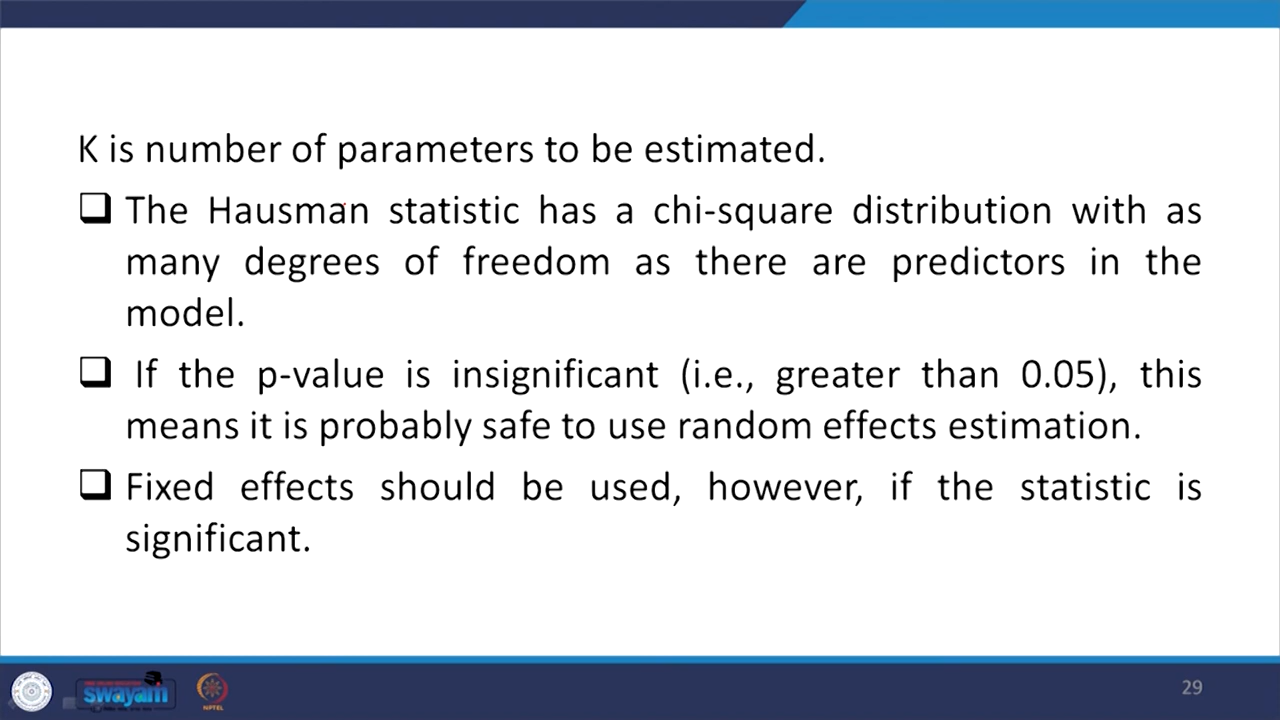 K is number of parameters to be estimated.
❑ The Hausman statistic has a chi-square distribution with as
many degrees of freedom as there are predictors in the
model.
❑ If the p-value is insignificant (i.e., greater than 0.05), this
means it is probably safe to use random effects estimation.
❑ Fixed effects should be used, however, if the statistic is
significant.
swayam
NPTEL
29